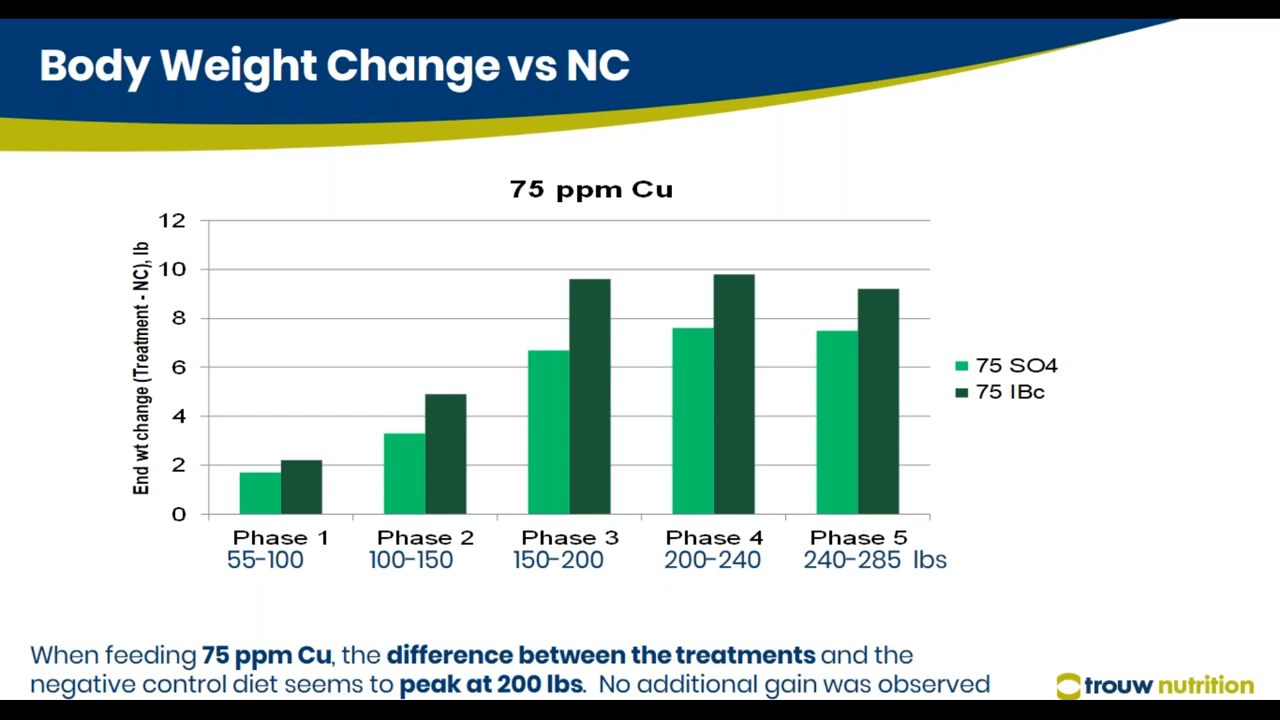 Body Weight Change vs NC
75 ppm Cu
End wt change (Treatment - NC), lb
12
10
8
6
4
2
0
75 SO4
75 IBc
Phase 1 Phase 2 Phase 3 Phase 4 Phase 5
55-100 100-150 150-200 200-240 240-285 lbs
When feeding 75 ppm Cu, the difference between the treatments and the
negative control diet seems to peak at 200 lbs. No additional gain was observed
trouw nutrition